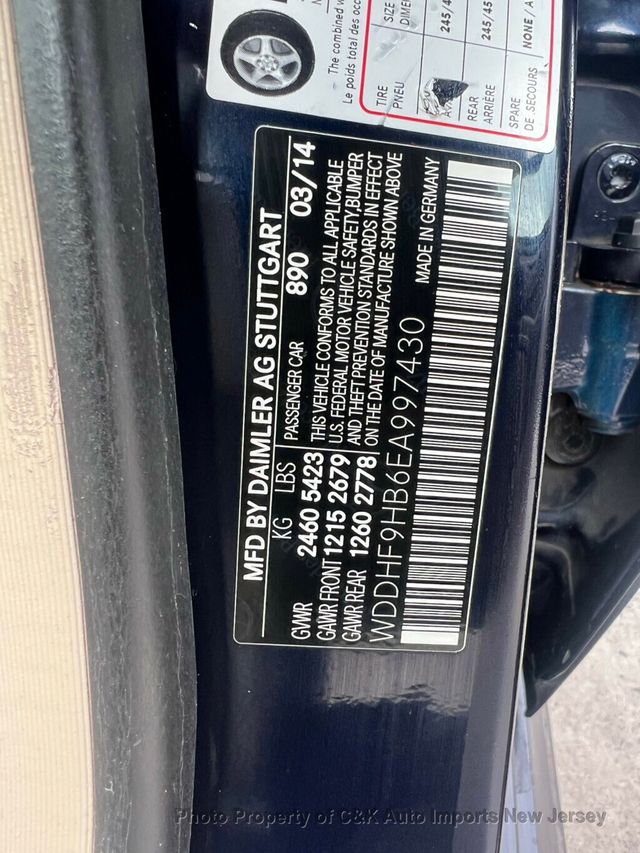 The combined w
Le poids total des occ
TIRE
PNEU
SIZE
DIMEN
245/4
REAR
ARRIÈRE
245/45
SPARE
DE SECOURS
NONE / A
MFD BY DAIMLER AG STUTTGART
KG LBS PASSENGER CAR 890 03/14
GVWR 2460 5423
GAWR FRONT 1215 2679
GAWR REAR 1260 2778
THIS VEHICLE CONFORMS TO ALL APPLICABLE
U.S. FEDERAL MOTOR VEHICLE SAFETY,BUMPER
AND THEFT PREVENTION STANDARDS IN EFFECT
ON THE DATE OF MANUFACTURE SHOWN ABOVE
WDDHF9HB6EA997430 MADE IN GERMANY
Photo Property of C&K Auto Imports New Jersey